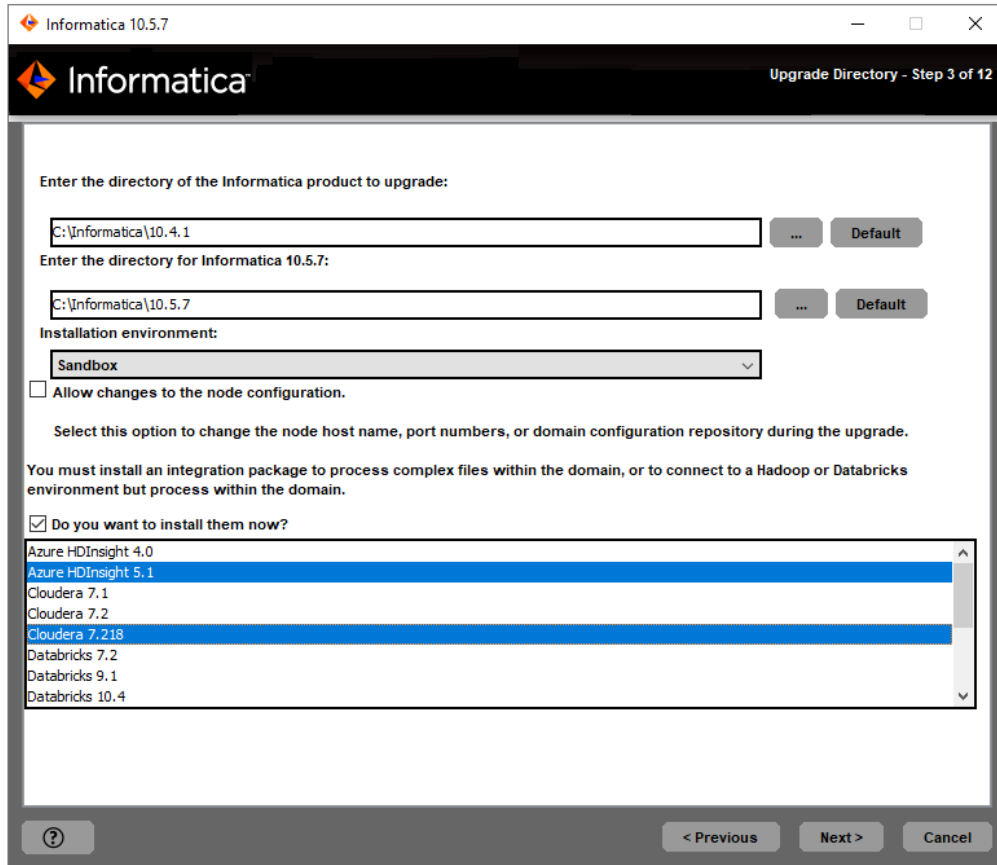 Informatica 10.5.7
Informatica
Upgrade Directory - Step 3 of 12
Enter the directory of the Informatica product to upgrade:
C:\Informatica\10.4.1
...
Default
Enter the directory for Informatica 10.5.7:
C:\Informatica\10.5.7
...
Default
Installation environment:
Sandbox
Allow changes to the node configuration.
Select this option to change the node host name, port numbers, or domain configuration repository during the upgrade.
You must install an integration package to process complex files within the domain, or to connect to a Hadoop or Databricks
environment but process within the domain.
Do you want to install them now?
Azure HDInsight 4.0
Azure HDInsight 5.1
Cloudera 7.1
Cloudera 7.2
Cloudera 7.218
Databricks 7.2
Databricks 9.1
Databricks 10.4
?
< Previous
Next >
Cancel